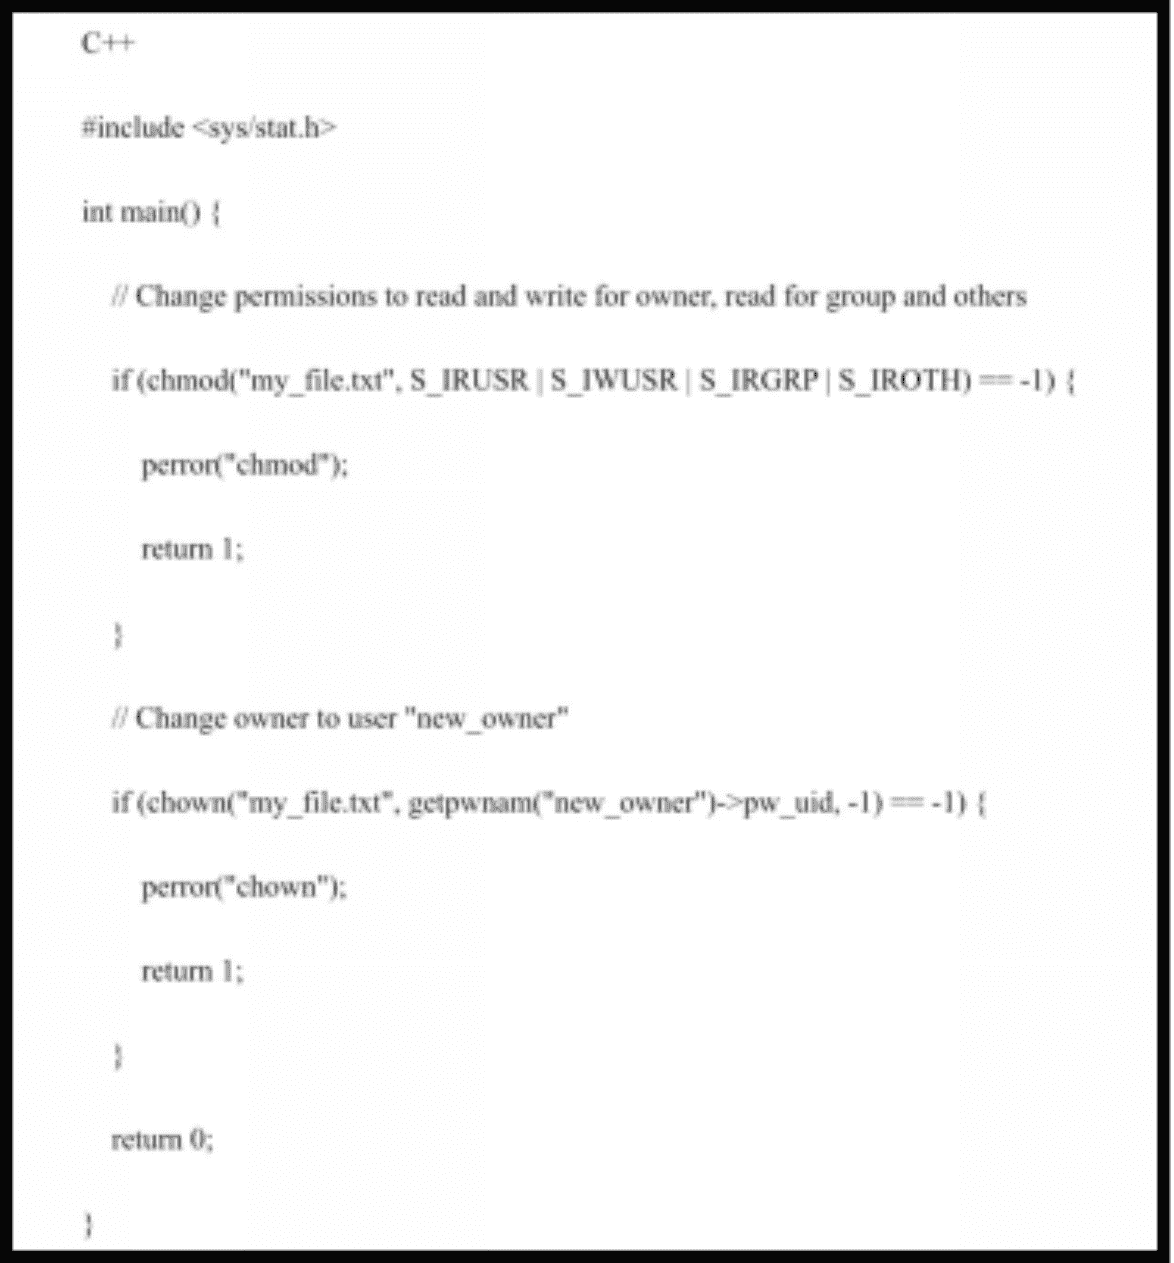 C++
#include <sys/stat.h>
int main() {
// Change permissions to read and write for owner, read for group and others
if (chmod("my_file.txt", S_IRUSR | S_IWUSR | S_IRGRP | S_IROTH) == -1) {
perror("chmod");
return 1;
}
// Change owner to user "new_owner"
if (chown("my_file.txt", getpwnam("new_owner")->pw_uid, -1) == -1) {
perror("chown");
return 1;
}
return 0;
}